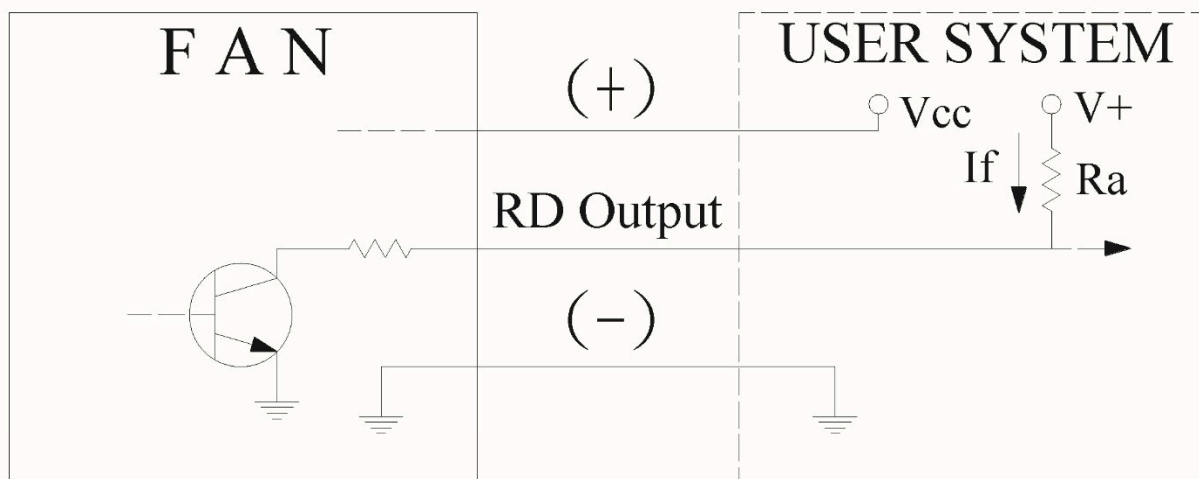 F A N
USER SYSTEM
(+)
Vcc
V+
If
Ra
RD Output
(-)